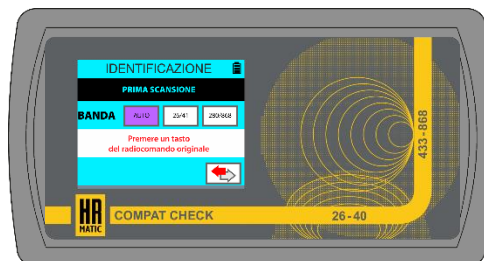 IDENTIFICAZIONE
PRIMA SCANSIONE
BANDA AUTO 26/41 280/868
Premere un tasto
del radiocomando originale
433-868
HR
MATIC
COMPAT CHECK 26-40